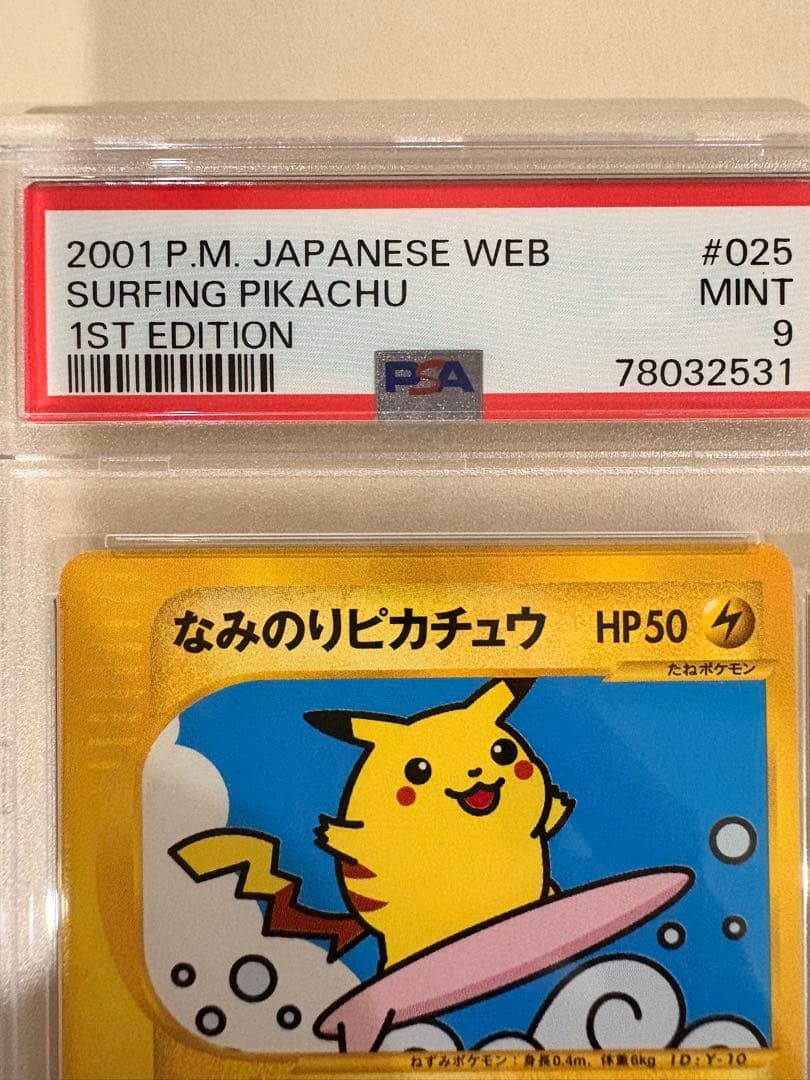 2001 P.M. JAPANESE WEB #025
SURFING PIKACHU MINT
1ST EDITION 9
PSA 78032531
なみのりピカチュウ HP50
たねポケモン
ねずみポケモン：身長0.4m、体重6kg ID:Y-10